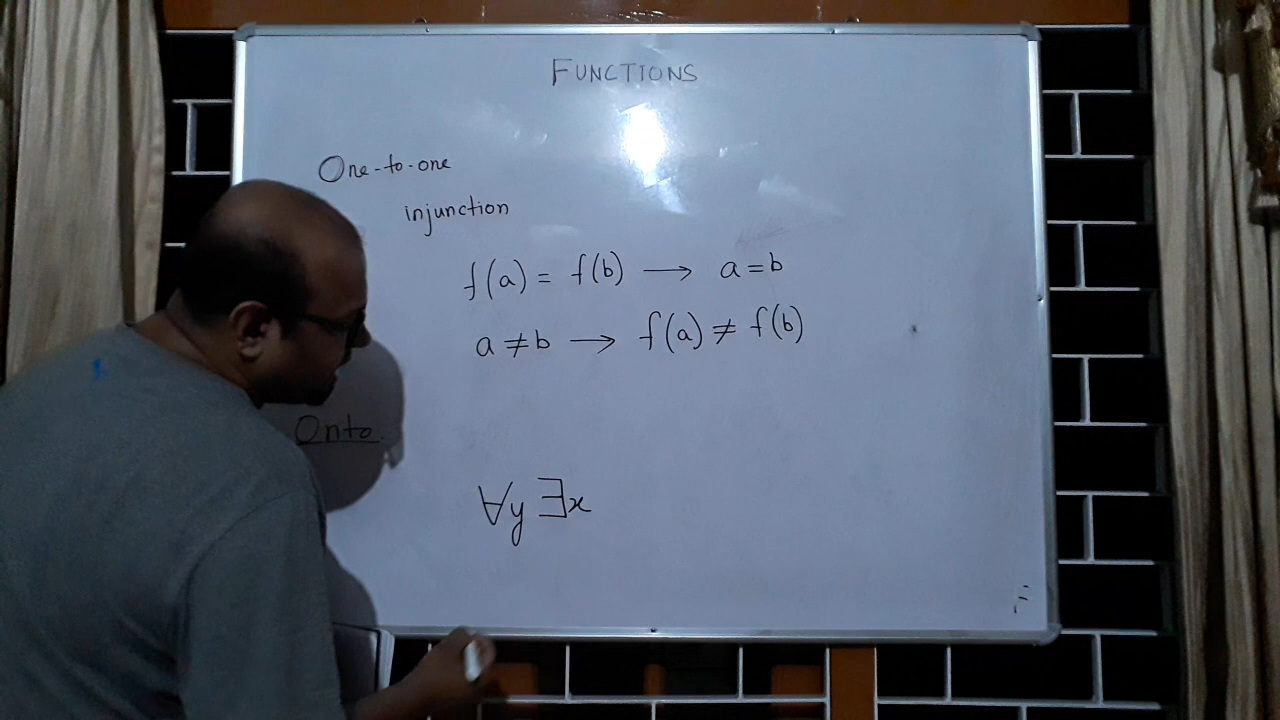 FUNCTIONS
One-to-one
injunction
f(a) = f(b) → a=b
a ≠ b → f(a) ≠ f(b)
Onto
∀y ∃x